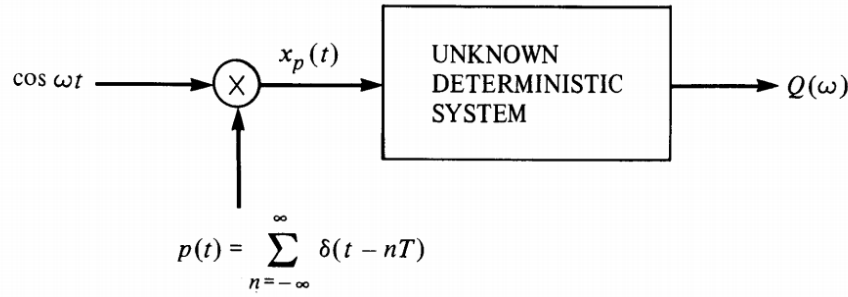 cos ωt
x_p(t)
UNKNOWN
DETERMINISTIC
SYSTEM
Q(ω)
p(t) = ∑_{n=-∞}^{∞} δ(t - nT)